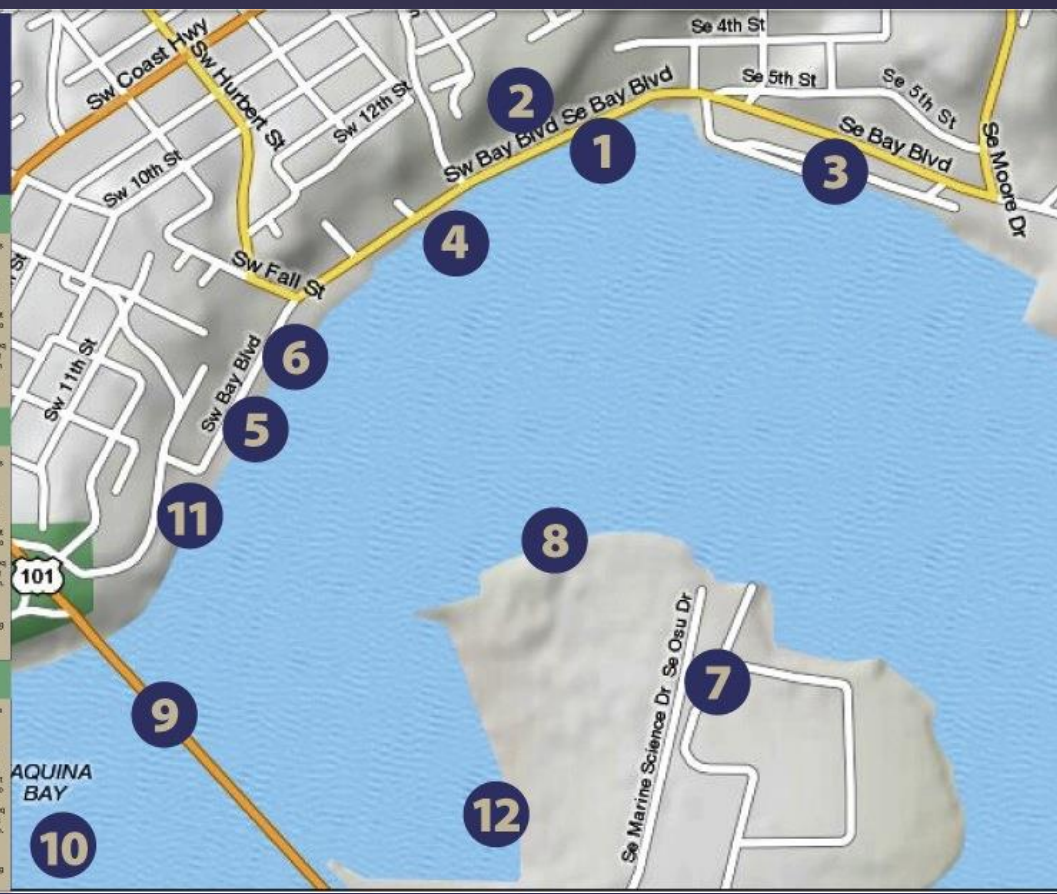 Se 4th St
Sw Coast Hwy
Sw Hurbert St
Se 5th St
Se 5th St
2
Sw 12th St
Sw Bay Blvd Se Bay Blvd
1
Se Bay Blvd
3
Se Moore Dr
Sw 10th St
4
Sw Fall St
St
6
Sw Bay Blvd
Sw 11th St
5
11
8
101
Se Marine Science Dr Se Osu Dr
7
9
AQUINA
BAY
12
10